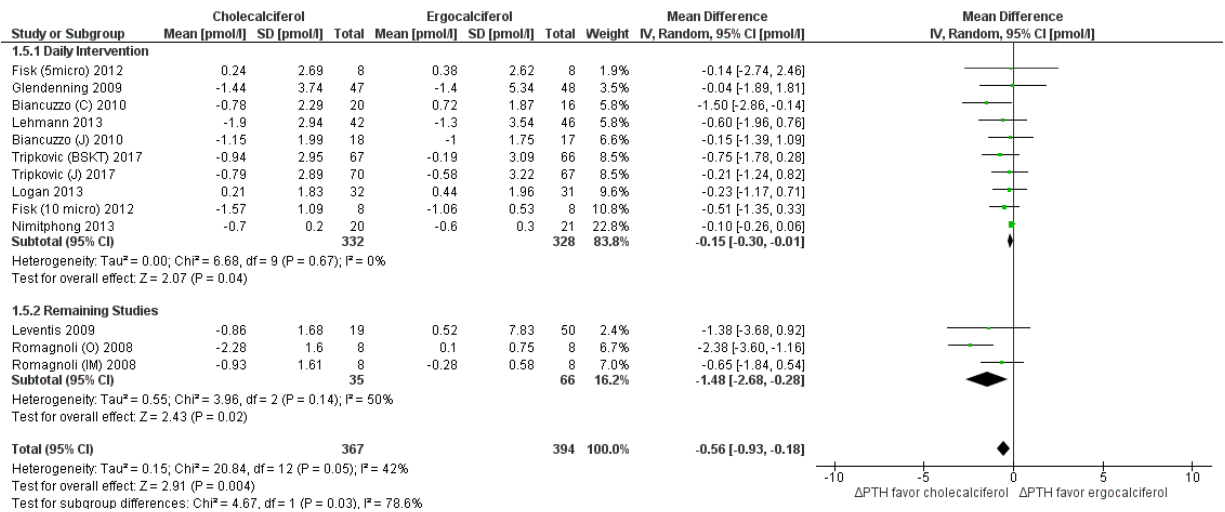 Cholecalciferol Ergocalciferol Mean Difference Mean Difference
Study or Subgroup Mean [pmol/l] SD [pmol/l] Total Mean [pmol/l] SD [pmol/l] Total Weight IV, Random, 95% CI [pmol/l] IV, Random, 95% CI [pmol/l]
1.5.1 Daily Intervention
Fisk (5micro) 2012 0.24 2.69 8 0.38 2.62 8 1.9% -0.14 [-2.74, 2.46]
Glendenning 2009 -1.44 3.74 47 -1.4 5.34 48 3.5% -0.04 [-1.89, 1.81]
Biancuzzo (C) 2010 -0.78 2.29 20 0.72 1.87 16 5.8% -1.50 [-2.86, -0.14]
Lehmann 2013 -1.9 2.94 42 -1.3 3.54 46 5.8% -0.60 [-1.96, 0.76]
Biancuzzo (J) 2010 -1.15 1.99 18 -1 1.75 17 6.6% -0.15 [-1.39, 1.09]
Tripkovic (BSKT) 2017 -0.94 2.95 67 -0.19 3.09 66 8.5% -0.75 [-1.78, 0.28]
Tripkovic (J) 2017 -0.79 2.89 70 -0.58 3.22 67 8.5% -0.21 [-1.24, 0.82]
Logan 2013 0.21 1.83 32 0.44 1.96 31 9.6% -0.23 [-1.17, 0.71]
Fisk (10 micro) 2012 -1.57 1.09 8 -1.06 0.53 8 10.8% -0.51 [-1.35, 0.33]
Nimitphong 2013 -0.7 0.2 20 -0.6 0.3 21 22.8% -0.10 [-0.26, 0.06]
Subtotal (95% CI) 332 328 83.8% -0.15 [-0.30, -0.01]
Heterogeneity: Tau² = 0.00; Chi² = 6.68, df = 9 (P = 0.67); I² = 0%
Test for overall effect: Z = 2.07 (P = 0.04)
1.5.2 Remaining Studies
Leventis 2009 -0.86 1.68 19 0.52 7.83 50 2.4% -1.38 [-3.68, 0.92]
Romagnoli (O) 2008 -2.28 1.6 8 0.1 0.75 8 6.7% -2.38 [-3.60, -1.16]
Romagnoli (IM) 2008 -0.93 1.61 8 -0.28 0.58 8 7.0% -0.65 [-1.84, 0.54]
Subtotal (95% CI) 35 66 16.2% -1.48 [-2.68, -0.28]
Heterogeneity: Tau² = 0.55; Chi² = 3.96, df = 2 (P = 0.14); I² = 50%
Test for overall effect: Z = 2.43 (P = 0.02)
Total (95% CI) 367 394 100.0% -0.56 [-0.93, -0.18]
Heterogeneity: Tau² = 0.15; Chi² = 20.84, df = 12 (P = 0.05); I² = 42%
Test for overall effect: Z = 2.91 (P = 0.004)
Test for subgroup differences: Chi² = 4.67, df = 1 (P = 0.03), I² = 78.6%
-10 -5 0 5 10
ΔPTH favor cholecalciferol ΔPTH favor ergocalciferol